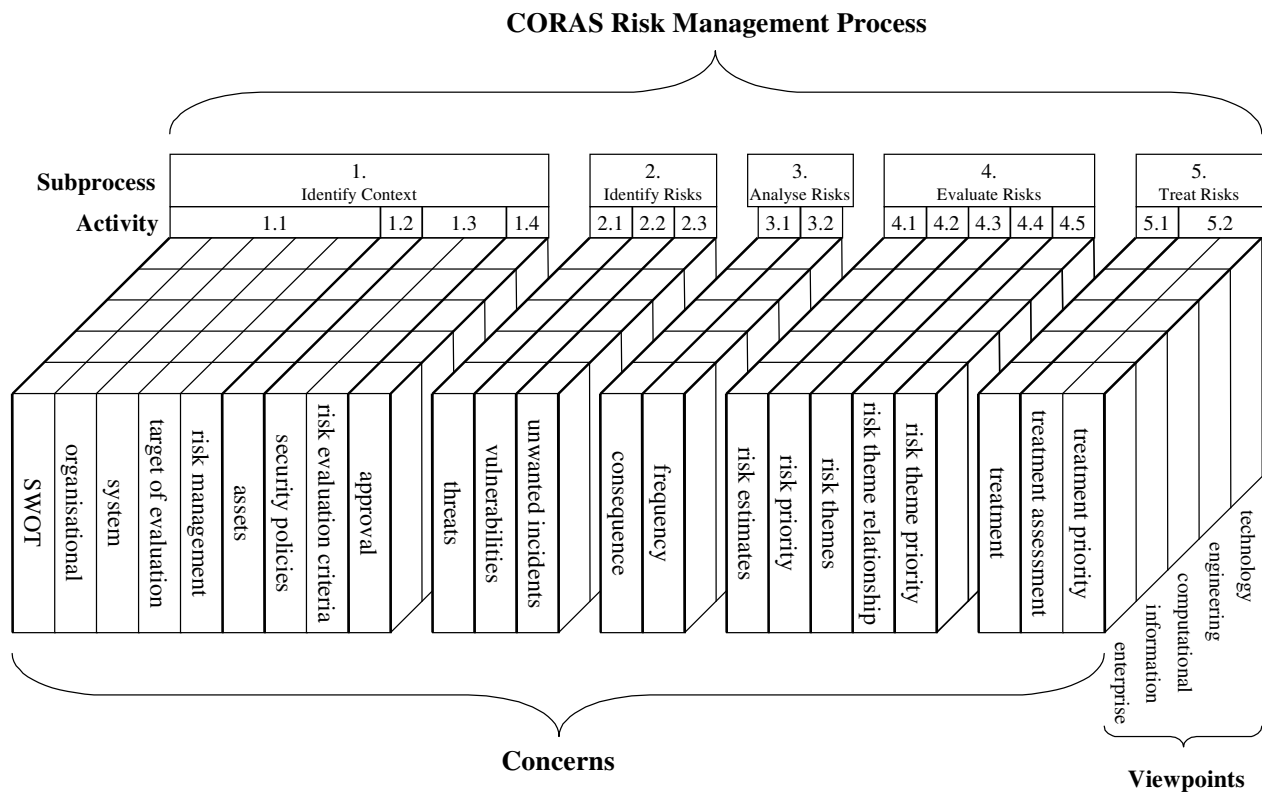 CORAS Risk Management Process
Subprocess
1.
Identify Context
2.
Identify Risks
3.
Analyse Risks
4.
Evaluate Risks
5.
Treat Risks
Activity
1.1
1.2
1.3
1.4
2.1
2.2
2.3
3.1
3.2
4.1
4.2
4.3
4.4
4.5
5.1
5.2
SWOT
organisational
system
target of evaluation
risk management
assets
security policies
risk evaluation criteria
approval
threats
vulnerabilities
unwanted incidents
consequence
frequency
risk estimates
risk priority
risk themes
risk theme relationship
risk theme priority
treatment
treatment assessment
treatment priority
enterprise
information
computational
engineering
technology
Concerns
Viewpoints